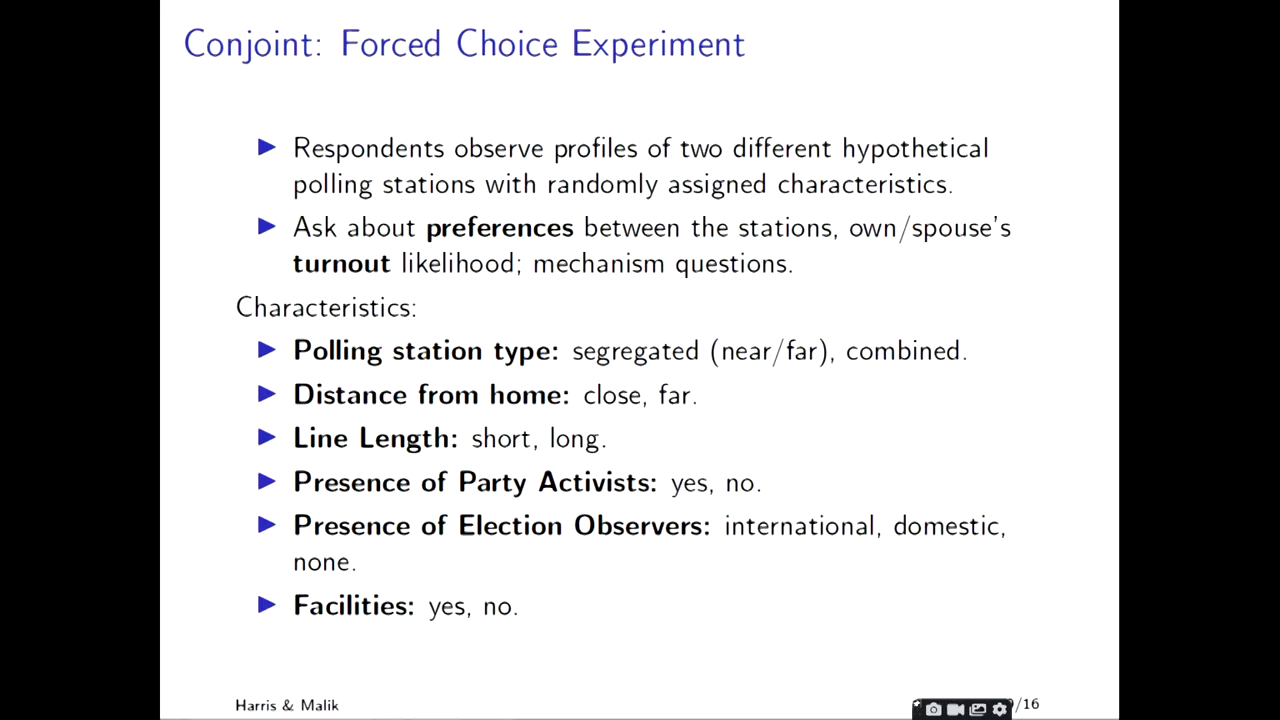 Conjoint: Forced Choice Experiment
Respondents observe profiles of two different hypothetical
polling stations with randomly assigned characteristics.
Ask about preferences between the stations, own/spouse's
turnout likelihood; mechanism questions.
Characteristics:
Polling station type: segregated (near/far), combined.
Distance from home: close, far.
Line Length: short, long.
Presence of Party Activists: yes, no.
Presence of Election Observers: international, domestic,
none.
Facilities: yes, no.
Harris & Malik
/16